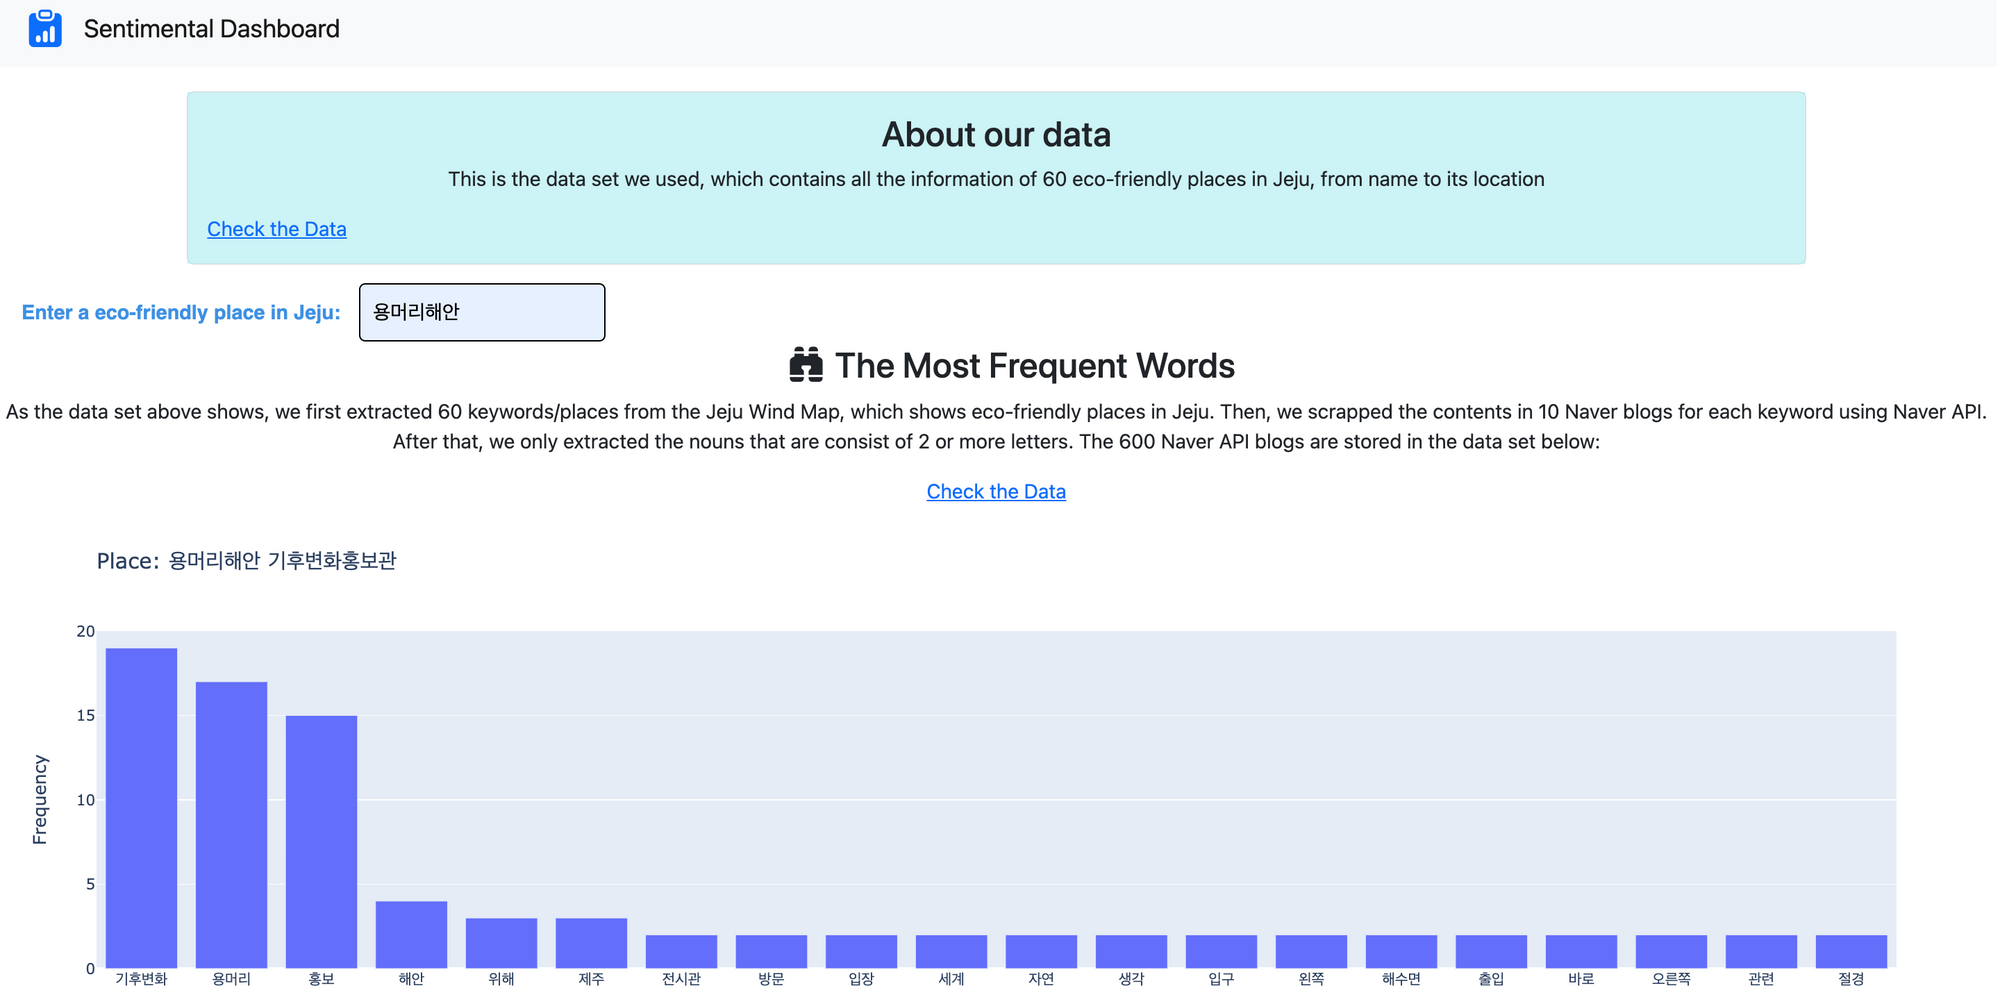 Sentimental Dashboard
About our data
This is the data set we used, which contains all the information of 60 eco-friendly places in Jeju, from name to its location
Check the Data
Enter a eco-friendly place in Jeju: 용머리해안
The Most Frequent Words
As the data set above shows, we first extracted 60 keywords/places from the Jeju Wind Map, which shows eco-friendly places in Jeju. Then, we scrapped the contents in 10 Naver blogs for each keyword using Naver API.
After that, we only extracted the nouns that are consist of 2 or more letters. The 600 Naver API blogs are stored in the data set below:
Check the Data
Place: 용머리해안 기후변화홍보관
20
15
10
5
0
Frequency
기후변화 용머리 홍보 해안 위해 제주 전시관 방문 입장 세계 자연 생각 입구 왼쪽 해수면 출입 바로 오른쪽 관련 절경